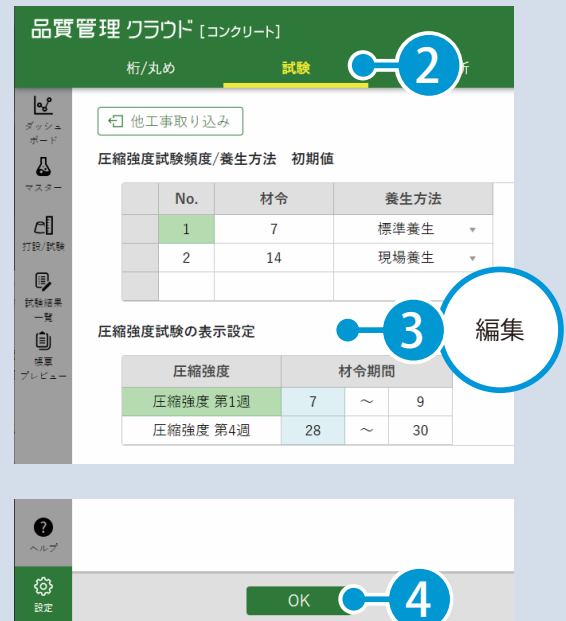 品質管理 クラウド [コンクリート]
桁/丸め 試験 2
ダッシュ
ボード
他工事取り込み
マスター
圧縮強度試験頻度/養生方法 初期値
No. 材令 養生方法
1 7 標準養生
2 14 現場養生
打設/試験
試験結果
一覧
3 編集
圧縮強度試験の表示設定
帳票
プレビュー
圧縮強度 材令期間
圧縮強度 第1週 7 ～ 9
圧縮強度 第4週 28 ～ 30
?
ヘルプ
設定
OK 4